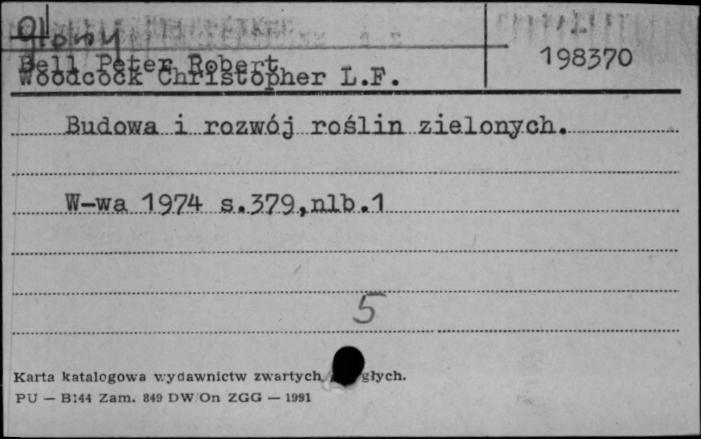 Głowy
198370
Bell Peter Robert
Woodcock Christopher L.F.
Budowa i rozwój roślin zielonych.
W-wa 1974 s.379,nlb.1
5
Karta katalogowa wydawnictw zwartych głych.
PU — B144 Zam. 849 DW On ZGG — 1991